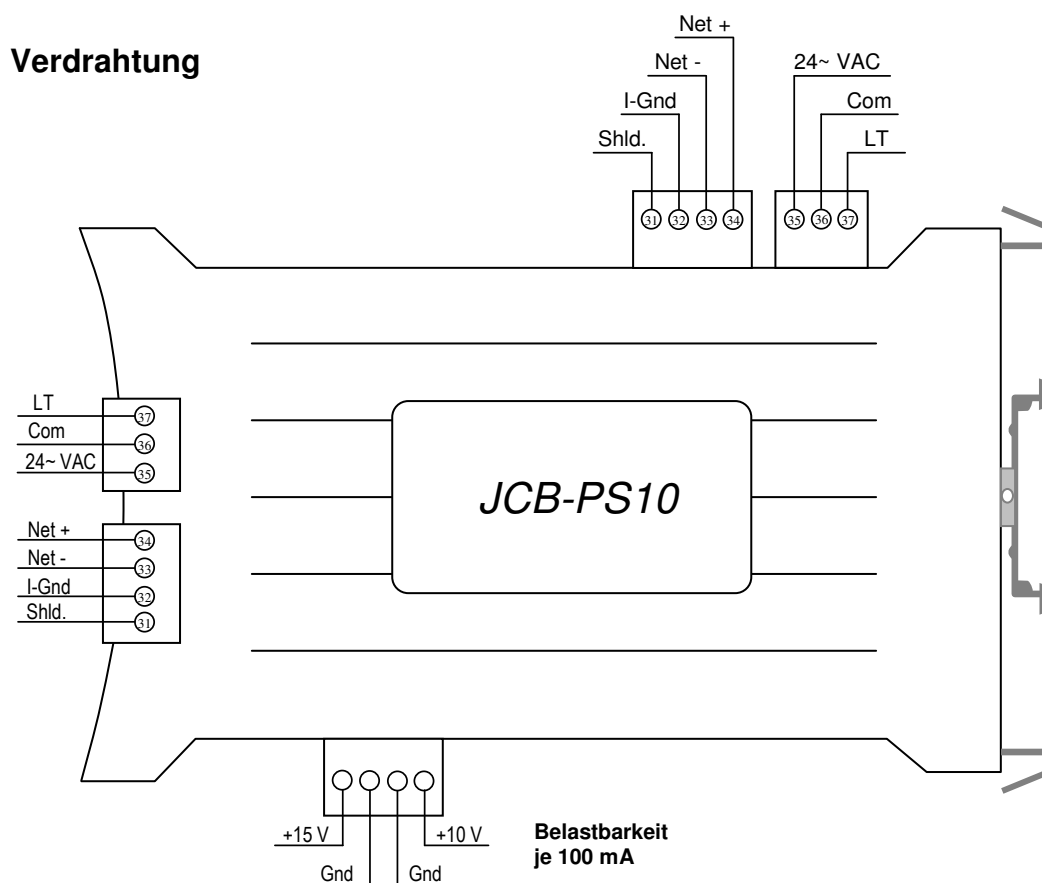 Verdrahtung
Net +
Net -
24~ VAC
I-Gnd
Com
Shld.
LT
31 32 33 34 35 36 37
LT
37
Com
36
24~ VAC
35
Net +
34
Net -
33
I-Gnd
32
Shld.
31
JCB-PS10
+15 V
+10 V
Gnd
Gnd
Belastbarkeit
je 100 mA